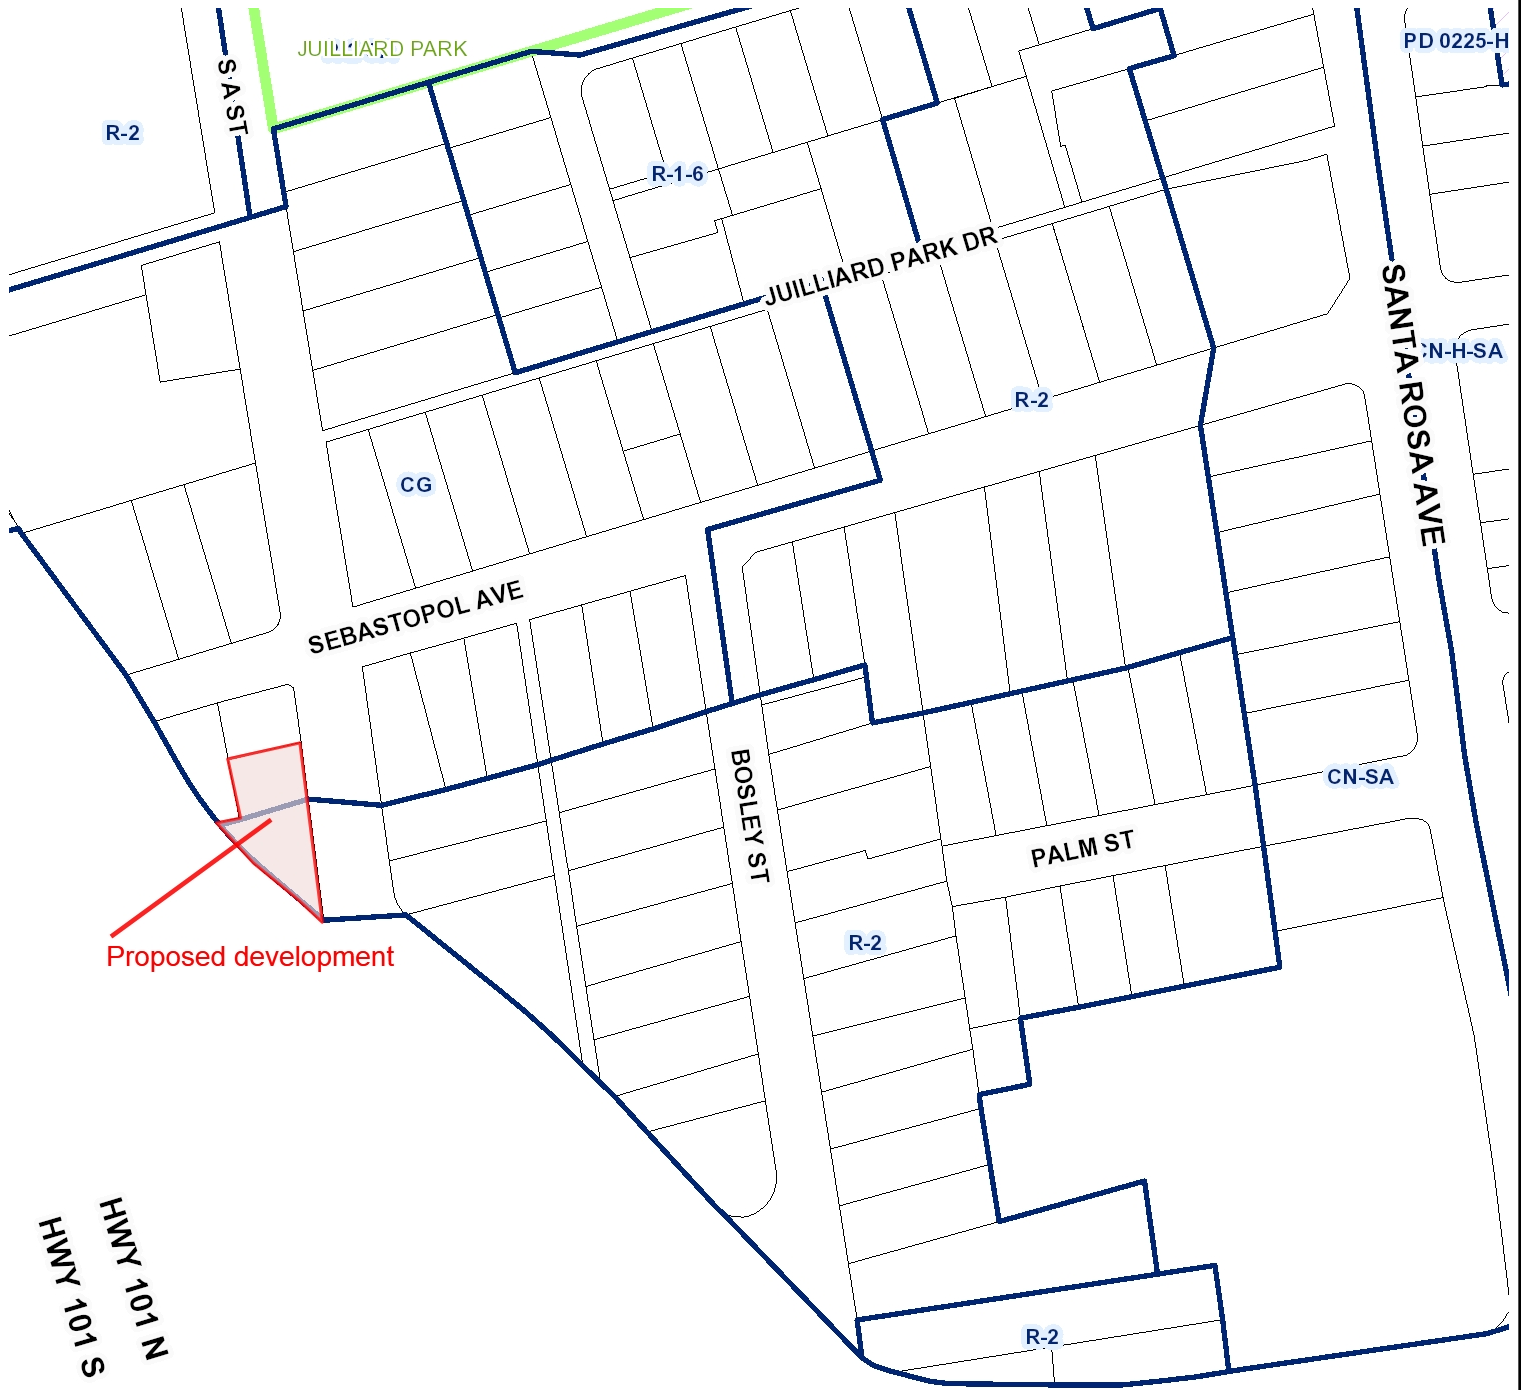 PD 0225-H
JUILLIARD PARK
S A ST
R-2
R-1-6
JUILLIARD PARK DR
SANTA ROSA AVE
CN-H-SA
R-2
CG
SEBASTOPOL AVE
BOSLEY ST
CN-SA
PALM ST
R-2
Proposed development
HWY 101 N
HWY 101 S
R-2